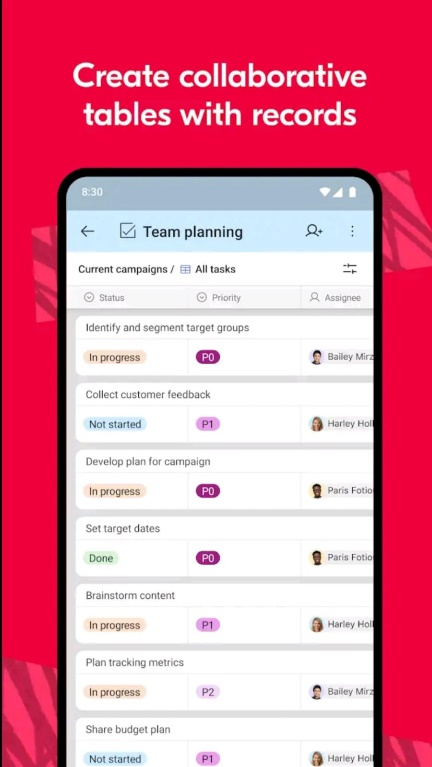 Create collaborative
tables with records
8:30
Team planning
Current campaigns / All tasks
Status Priority Assignee
Identify and segment target groups
In progress P0 Bailey Mirz
Collect customer feedback
Not started P1 Harley Holl
Develop plan for campaign
In progress P0 Paris Fotio
Set target dates
Done P0 Paris Fotio
Brainstorm content
In progress P1 Harley Holl
Plan tracking metrics
In progress P2 Bailey Mirz
Share budget plan
Not started P1 Harley Holl